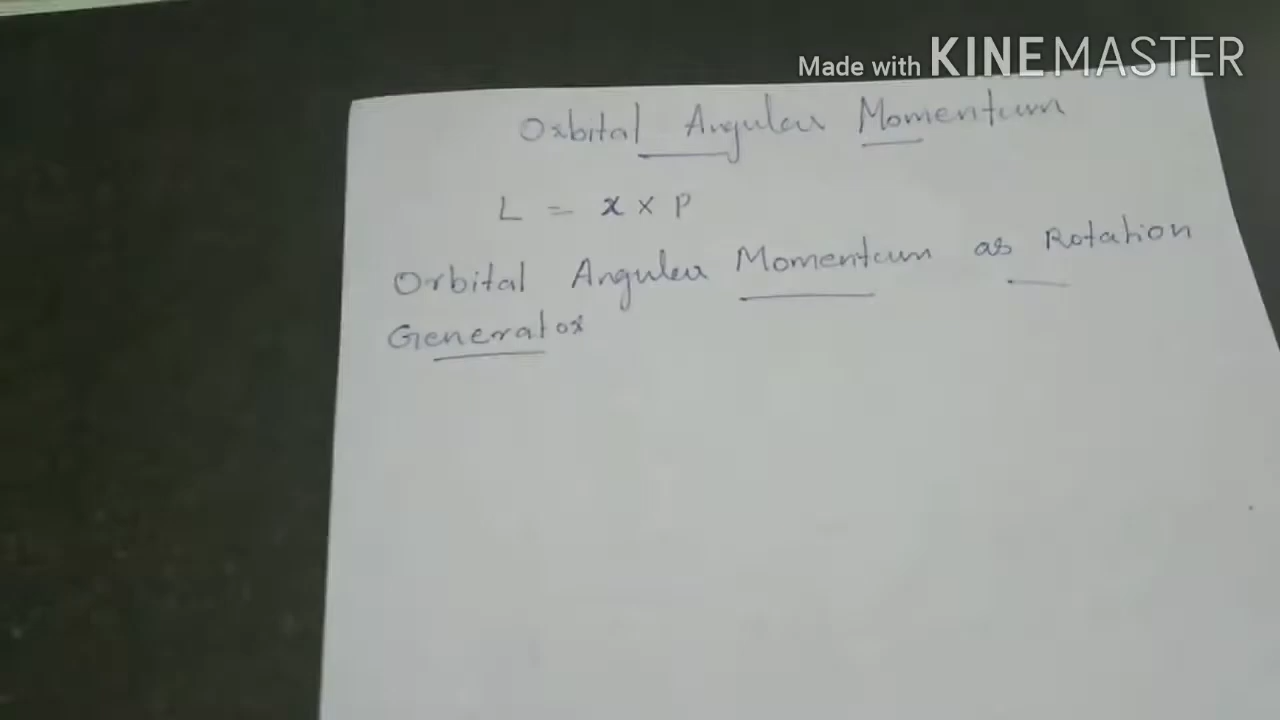 Made with KINEMASTER
Orbital Angular Momentum
L = x × P
Orbital Angular Momentum as Rotation
Generator